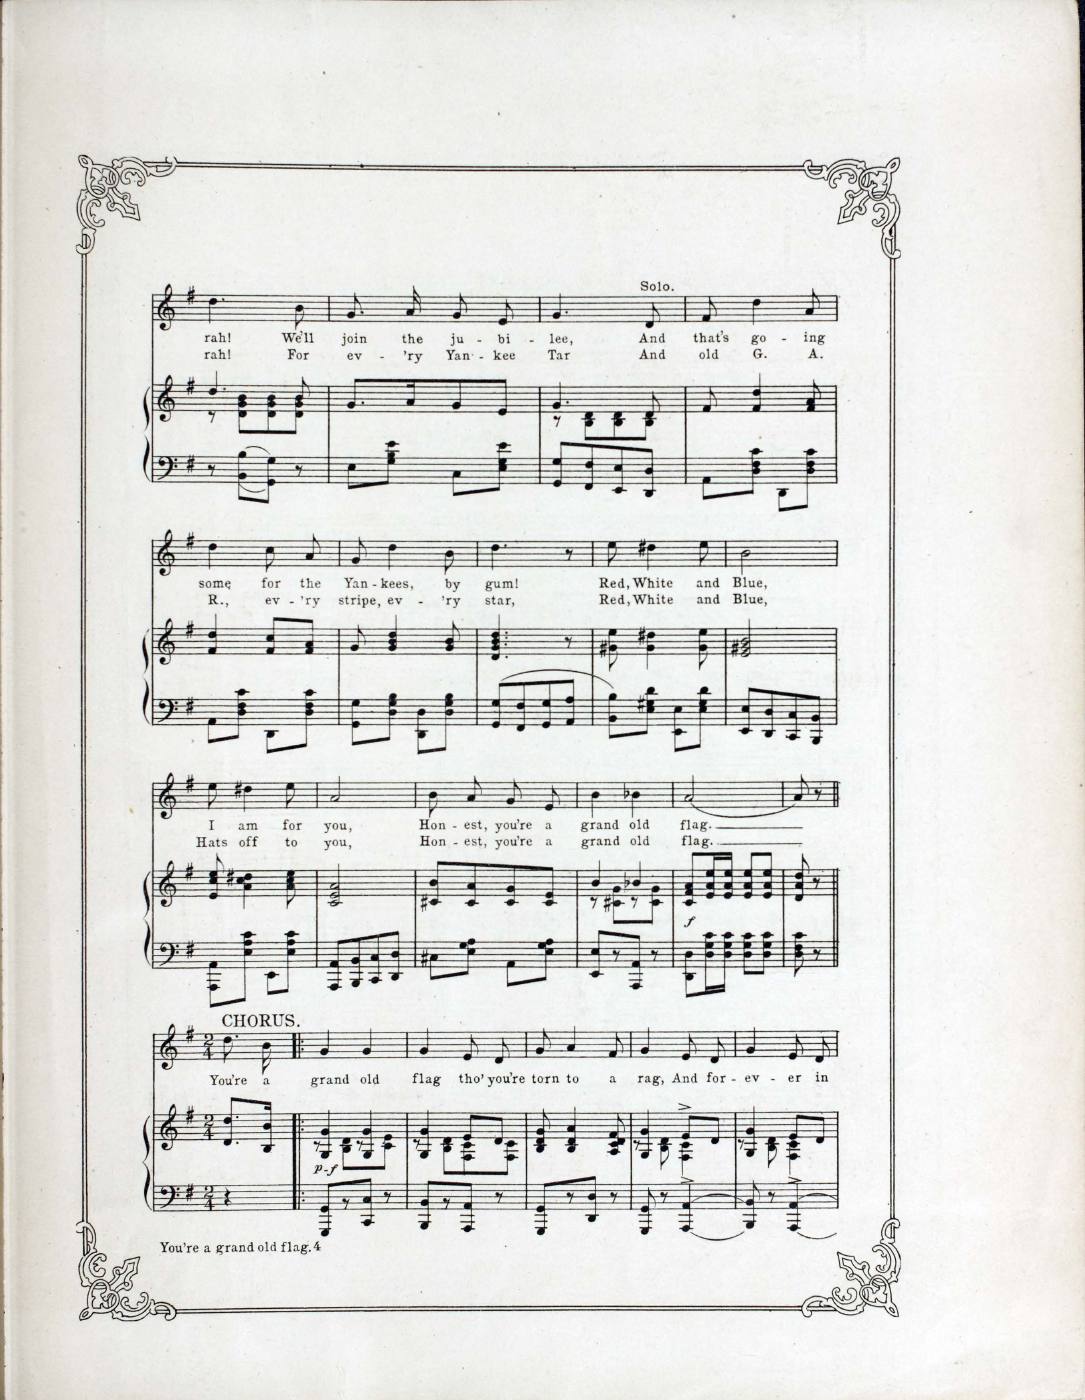 Solo.
rah! We'll join the ju - bi - lee, And that's go - ing
rah! For ev - 'ry Yan - kee Tar And old G. A.
some for the Yan - kees, by gum! Red, White and Blue,
R., ev - 'ry stripe, ev - 'ry star, Red, White and Blue,
I am for you, Hon - est, you're a grand old flag.
Hats off to you, Hon - est, you're a grand old flag.
f
CHORUS.
You're a grand old flag tho' you're torn to a rag, And for - ev - er in
p-f
You're a grand old flag. 4